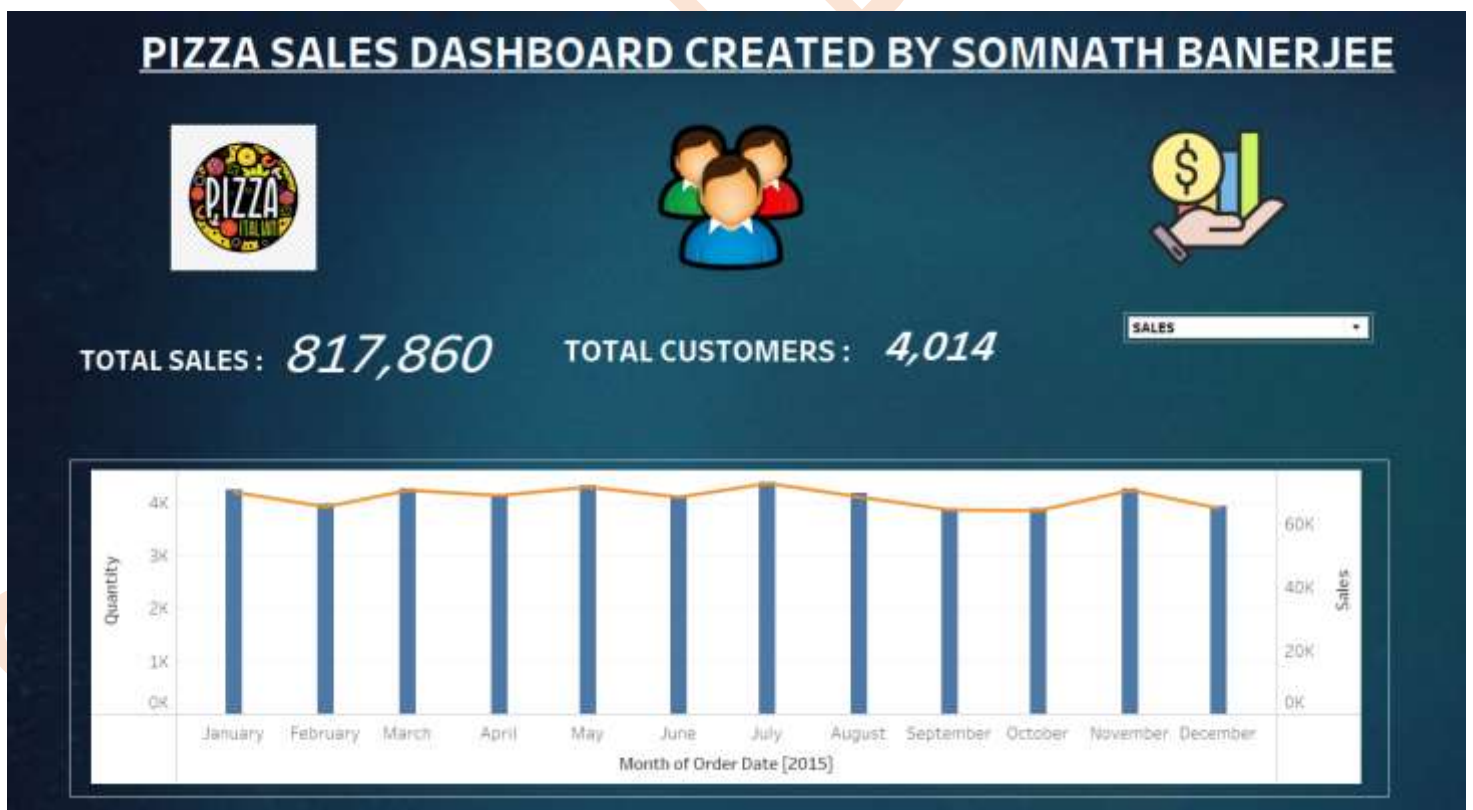 PIZZA SALES DASHBOARD CREATED BY SOMNATH BANERJEE
PIZZA
TOTAL SALES : 817,860
TOTAL CUSTOMERS : 4,014
SALES
Quantity
4K
3K
2K
1K
0K
60K
40K
20K
0K
Sales
January February March April May June July August September October November December
Month of Order Date [2015]